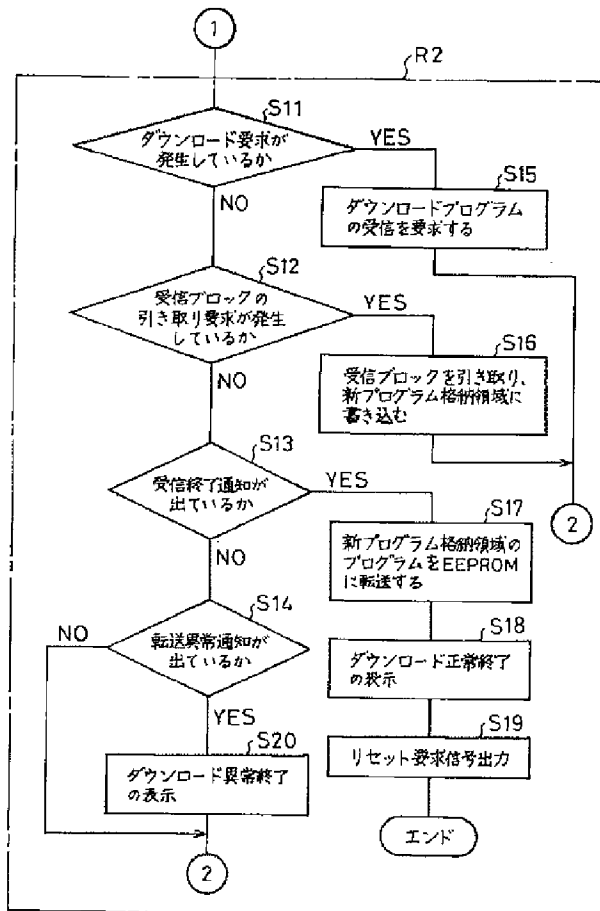 1
R2
S11
ダウンロード要求が
発生しているか
YES
NO
S15
ダウンロードプログラム
の受信を要求する
S12
受信ブロックの
引き取り要求が発生
しているか
YES
NO
S16
受信ブロックを引き取り、
新プログラム格納領域に
書き込む
2
S13
受信終了通知が
出ているか
YES
NO
S17
新プログラム格納領域の
プログラムをEEPROM
に転送する
S14
転送異常通知が
出ているか
NO
YES
S18
ダウンロード正常終了
の表示
S20
ダウンロード異常終了
の表示
S19
リセット要求信号出力
エンド
2